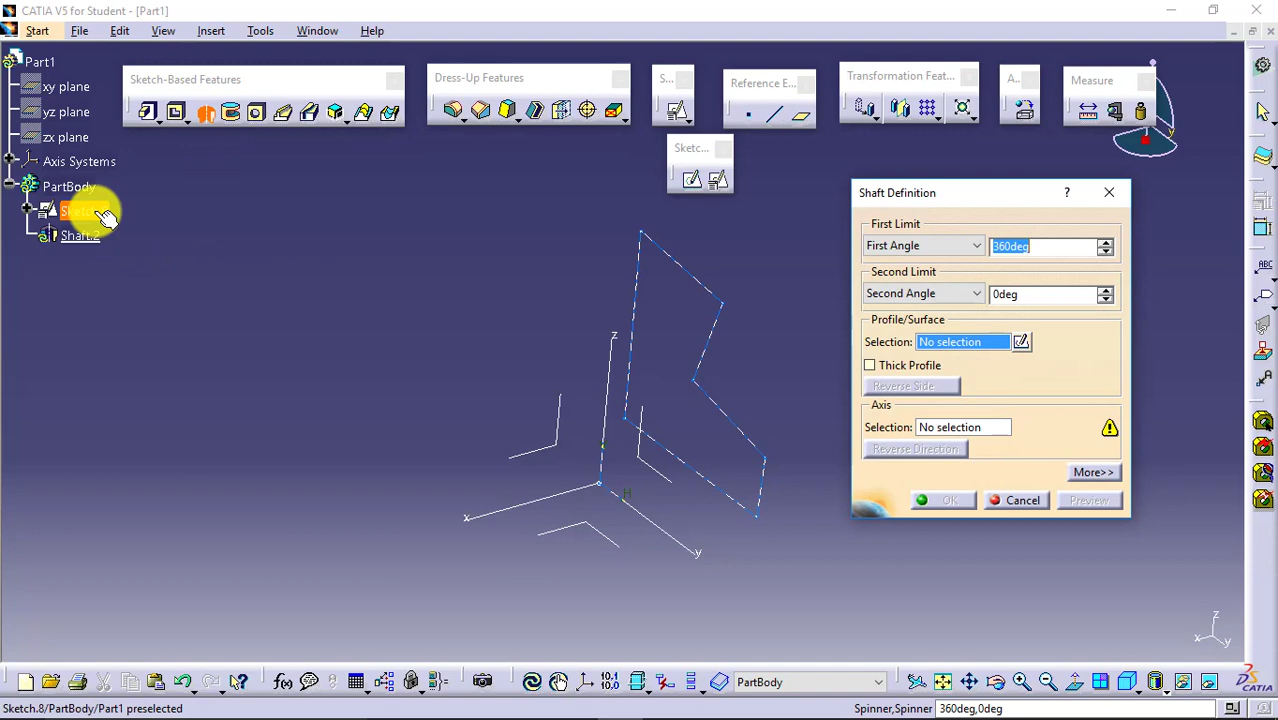 CATIA V5 for Student - [Part1]
Start File Edit View Insert Tools Window Help
Part1
xy plane
yz plane
zx plane
Axis Systems
PartBody
Shaft.2
Sketch-Based Features
Dress-Up Features
S...
Reference E...
Transformation Feat...
A..
Measure
Sketc...
z
x
y
H
Shaft Definition
?
First Limit
First Angle 360deg
Second Limit
Second Angle 0deg
Profile/Surface
Selection: No selection
Thick Profile
Reverse Side
Axis
Selection: No selection
Reverse Direction
More>>
OK Cancel Preview
ABC
z
x y
f(x)
10.1
PartBody
Sketch.8/PartBody/Part1 preselected
Spinner,Spinner 360deg,0deg
CATIA